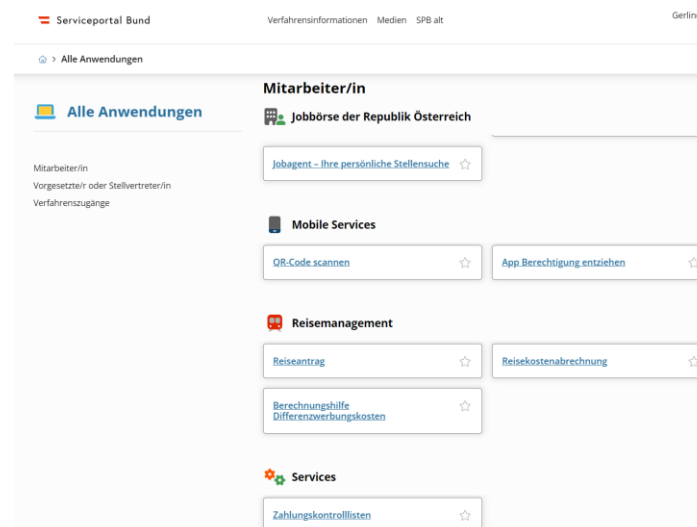 Serviceportal Bund
Verfahrensinformationen Medien SPB alt
> Alle Anwendungen
Alle Anwendungen
Mitarbeiter/in
Vorgesetzte/r oder Stellvertreter/in
Verfahrenszugänge
Mitarbeiter/in
Jobbörse der Republik Österreich
Jobagent – Ihre persönliche Stellensuche
Mobile Services
QR-Code scannen
App Berechtigung entziehen
Reisemanagement
Reiseantrag
Reisekostenabrechnung
Berechnungshilfe
Differenzwerbungskosten
Services
Zahlungskontrolllisten